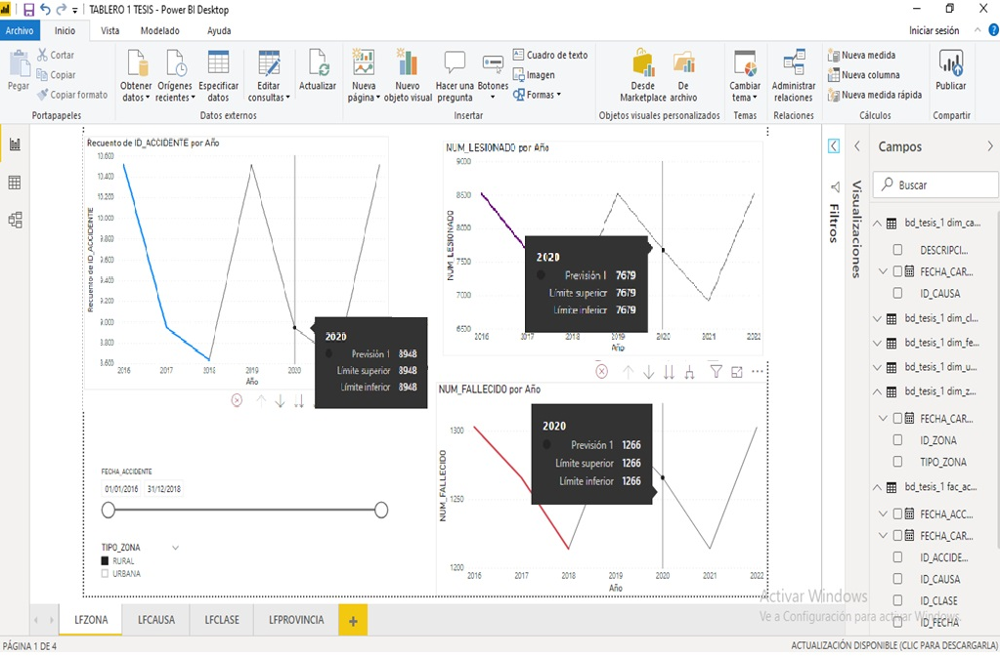 TABLERO 1 TESIS - Power BI Desktop
Archivo Inicio Vista Modelado Ayuda Iniciar sesión
Pegar
Cortar
Copiar
Copiar formato
Portapapeles
Obtener datos
Orígenes recientes
Especificar datos
Editar consultas
Actualizar
Datos externos
Nueva página
Nuevo objeto visual
Hacer una pregunta
Botones
Cuadro de texto
Imagen
Formas
Insertar
Desde Marketplace
De archivo
Objetos visuales personalizados
Cambiar tema
Temas
Administrar relaciones
Relaciones
Nueva medida
Nueva columna
Nueva medida rápida
Cálculos
Publicar
Compartir
Recuento de ID_ACCIDENTE por Año
Recuento de ID_ACCIDENTE
10.600
10.400
10.200
10.000
9.800
9.600
9.400
9.200
9.000
8.800
8.600
2016 2017 2018 2019 2020
Año
2020
Previsión 1 8948
Límite superior 8948
Límite inferior 8948
NUM_LESIONADO por Año
NUM_LESIONADO
9000
8500
8000
7500
7000
6500
2016 2017 2018 2019 2020 2021 2022
Año
2020
Previsión 1 7679
Límite superior 7679
Límite inferior 7679
NUM_FALLECIDO por Año
NUM_FALLECIDO
1300
1250
1200
2016 2017 2018 2019 2020 2021 2022
Año
2020
Previsión 1 1266
Límite superior 1266
Límite inferior 1266
FECHA_ACCIDENTE
01/01/2016 31/12/2018
TIPO_ZONA
RURAL
URBANA
Filtros
Visualizaciones
Campos
Buscar
bd_tesis_1 dim_ca...
DESCRIPCI...
FECHA_CAR...
ID_CAUSA
bd_tesis_1 dim_cl...
bd_tesis_1 dim_fe...
bd_tesis_1 dim_u...
bd_tesis_1 dim_z...
FECHA_CAR...
ID_ZONA
TIPO_ZONA
bd_tesis_1 fac_ac...
FECHA_ACC...
FECHA_CAR...
ID_ACCIDE...
ID_CAUSA
ID_CLASE
ID_FECHA
Activar Windows
Ve a Configuración para activar Windows.
LFZONA LFCAUSA LFCLASE LFPROVINCIA
PÁGINA 1 DE 4 ACTUALIZACIÓN DISPONIBLE (CLIC PARA DESCARGARLA)